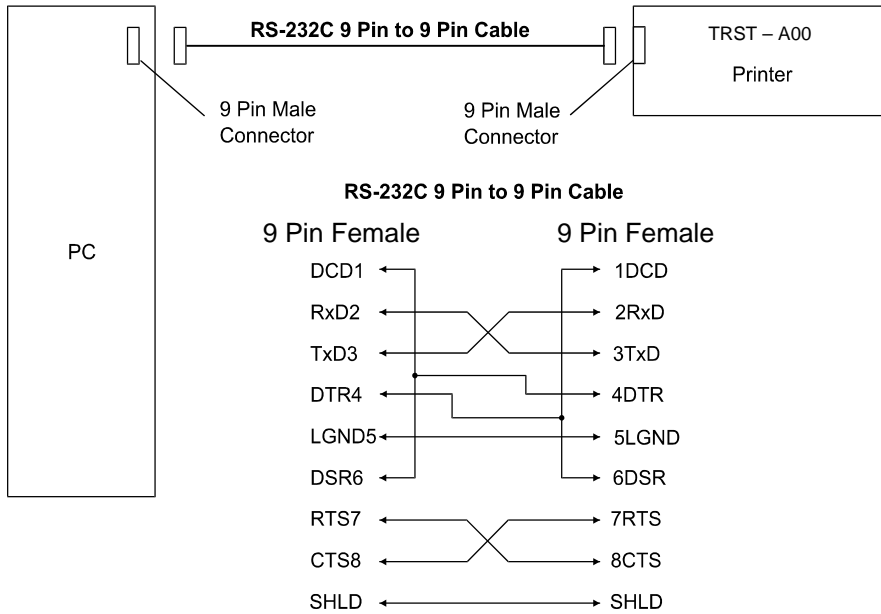 RS-232C 9 Pin to 9 Pin Cable
TRST – A00
Printer
9 Pin Male
Connector
9 Pin Male
Connector
PC
RS-232C 9 Pin to 9 Pin Cable
9 Pin Female
9 Pin Female
DCD1
1DCD
RxD2
2RxD
TxD3
3TxD
DTR4
4DTR
LGND5
5LGND
DSR6
6DSR
RTS7
7RTS
CTS8
8CTS
SHLD
SHLD